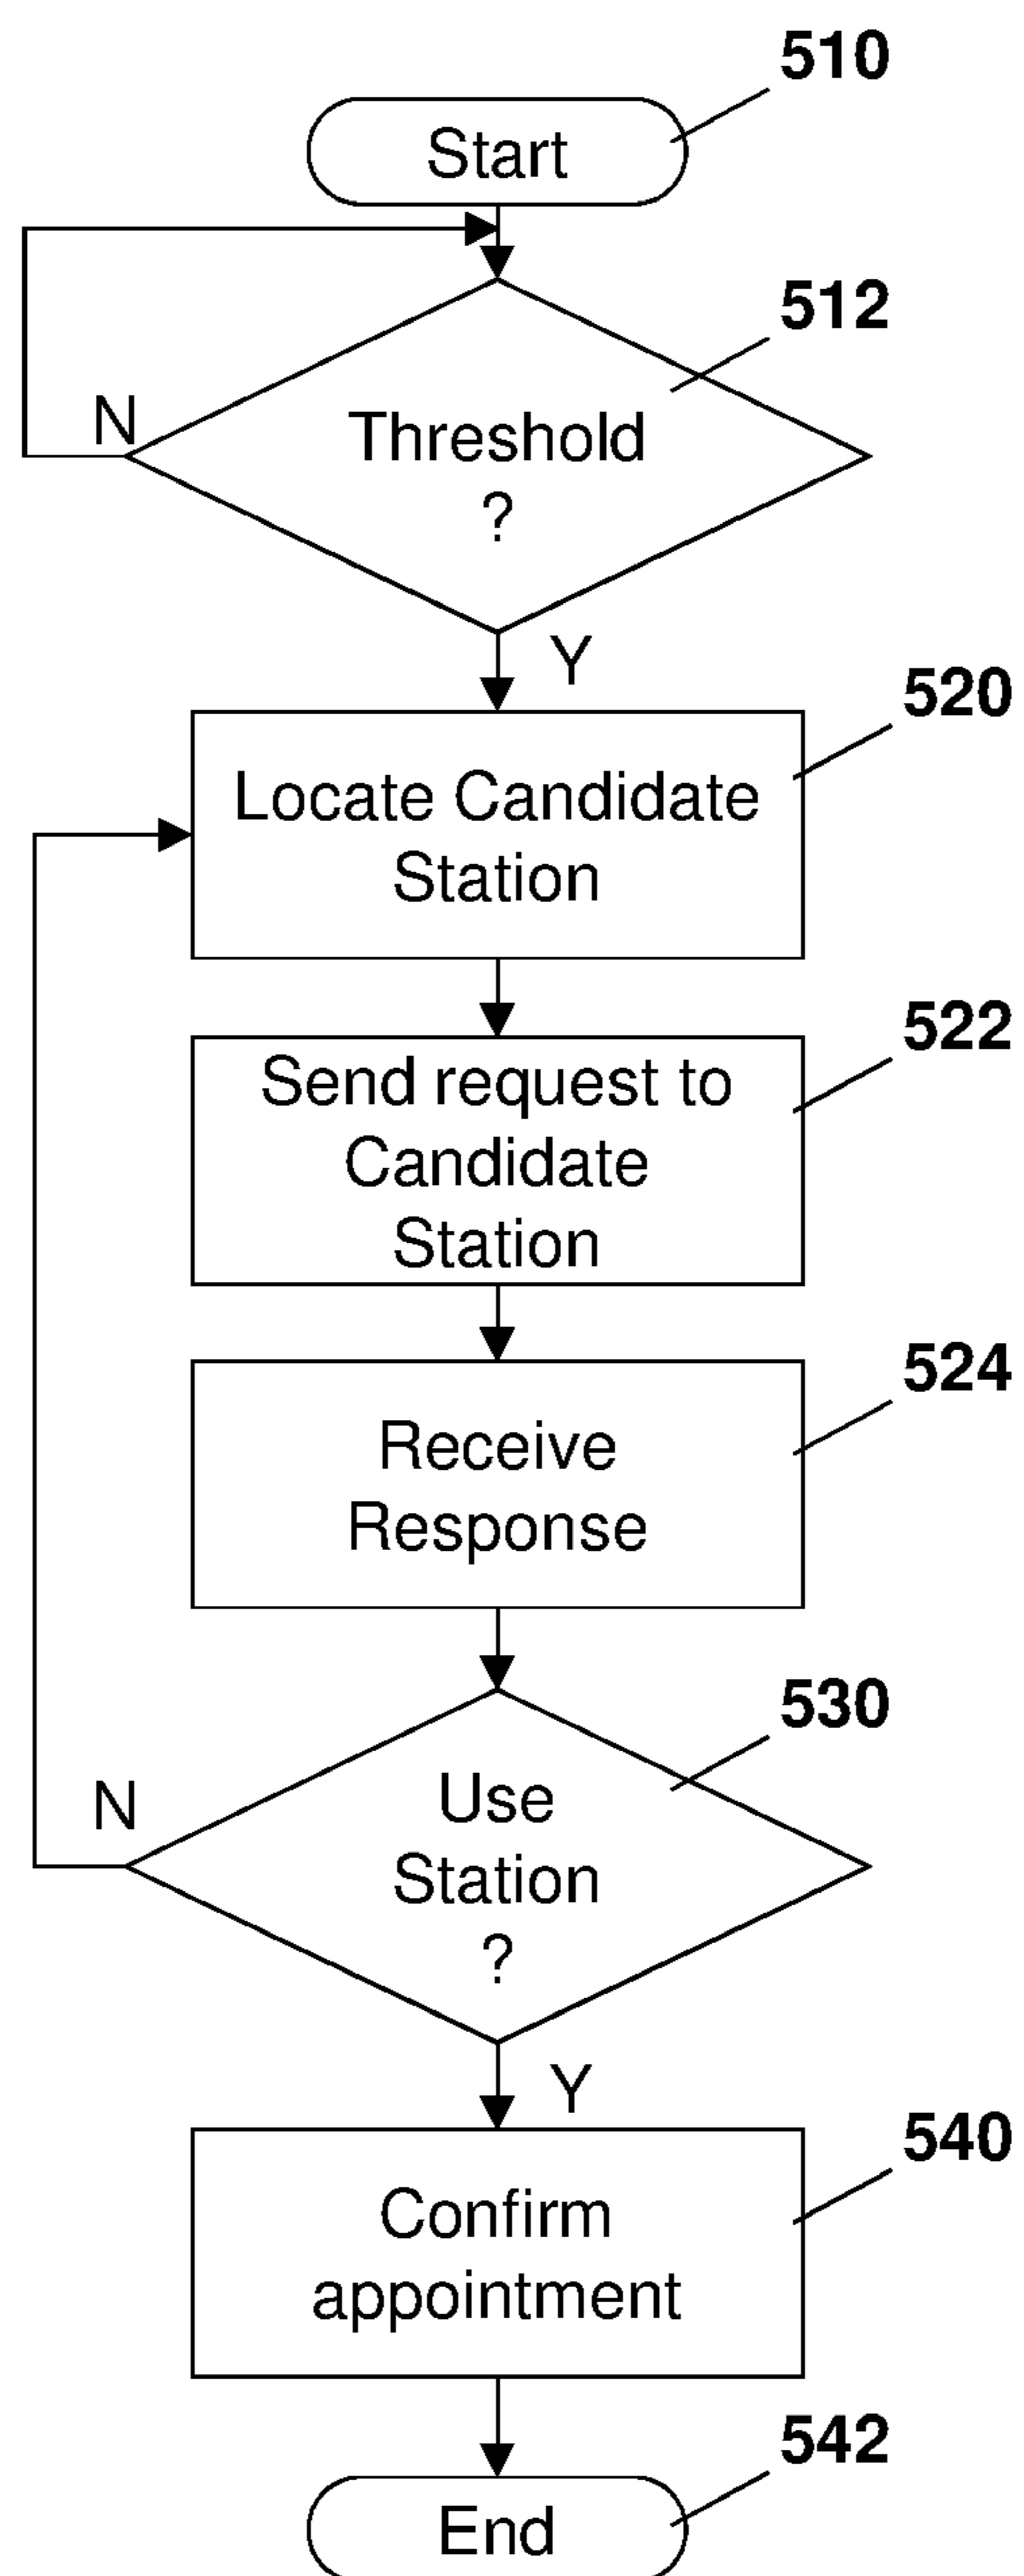 510
Start
512
N
Threshold
?
Y
520
Locate Candidate
Station
522
Send request to
Candidate
Station
524
Receive
Response
530
N
Use
Station
?
Y
540
Confirm
appointment
542
End